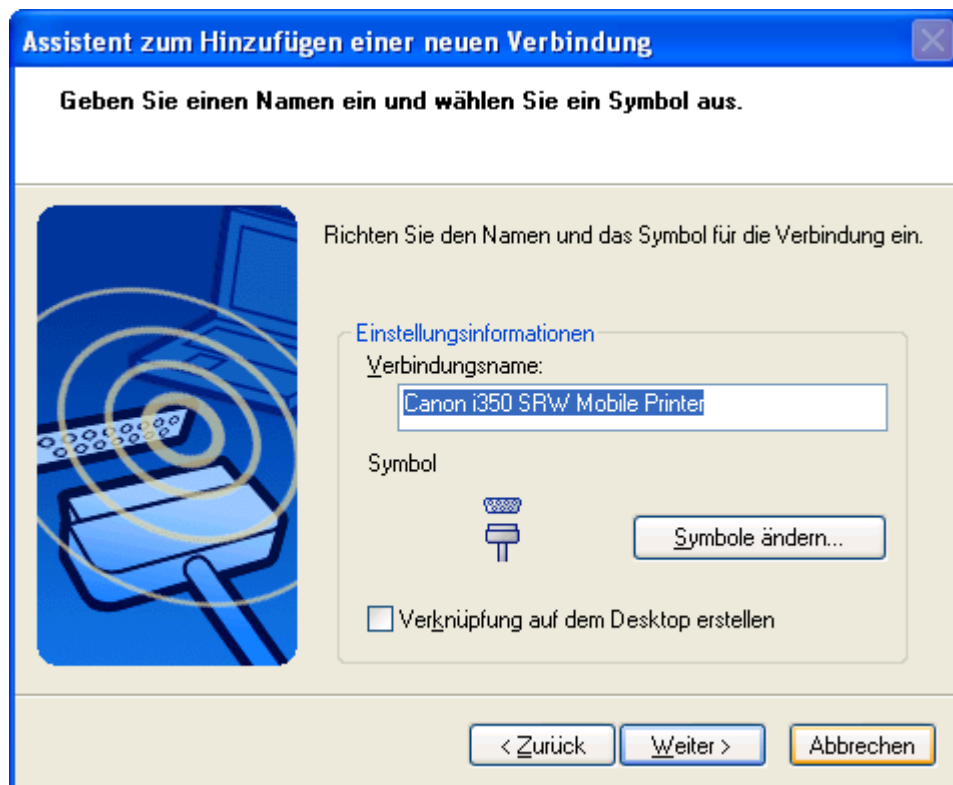 Assistent zum Hinzufügen einer neuen Verbindung
Geben Sie einen Namen ein und wählen Sie ein Symbol aus.
Richten Sie den Namen und das Symbol für die Verbindung ein.
Einstellungsinformationen
Verbindungsname:
Canon i350 SRW Mobile Printer
Symbol
Symbole ändern...
Verknüpfung auf dem Desktop erstellen
< Zurück Weiter > Abbrechen